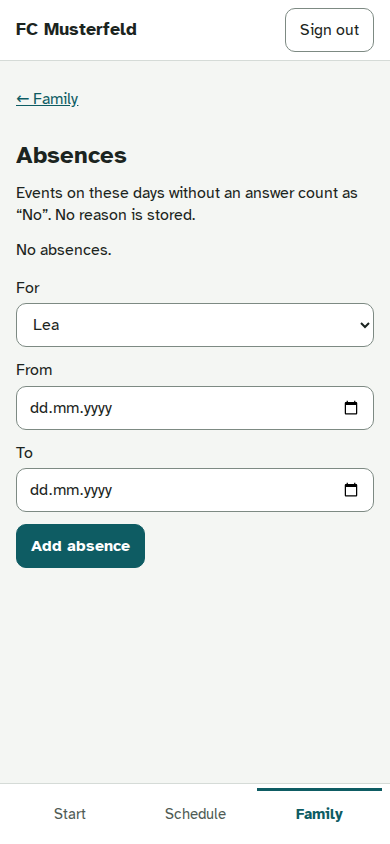 FC Musterfeld
Sign out
← Family
Absences
Events on these days without an answer count as
“No”. No reason is stored.
No absences.
For
Lea
From
dd.mm.yyyy
To
dd.mm.yyyy
Add absence
Start
Schedule
Family